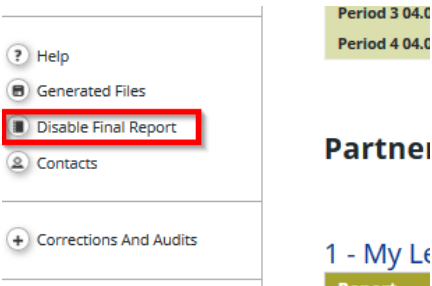 Period 3 04.0
Period 4 04.0
Help
Generated Files
Disable Final Report
Contacts
Partner
Corrections And Audits
1 - My Le